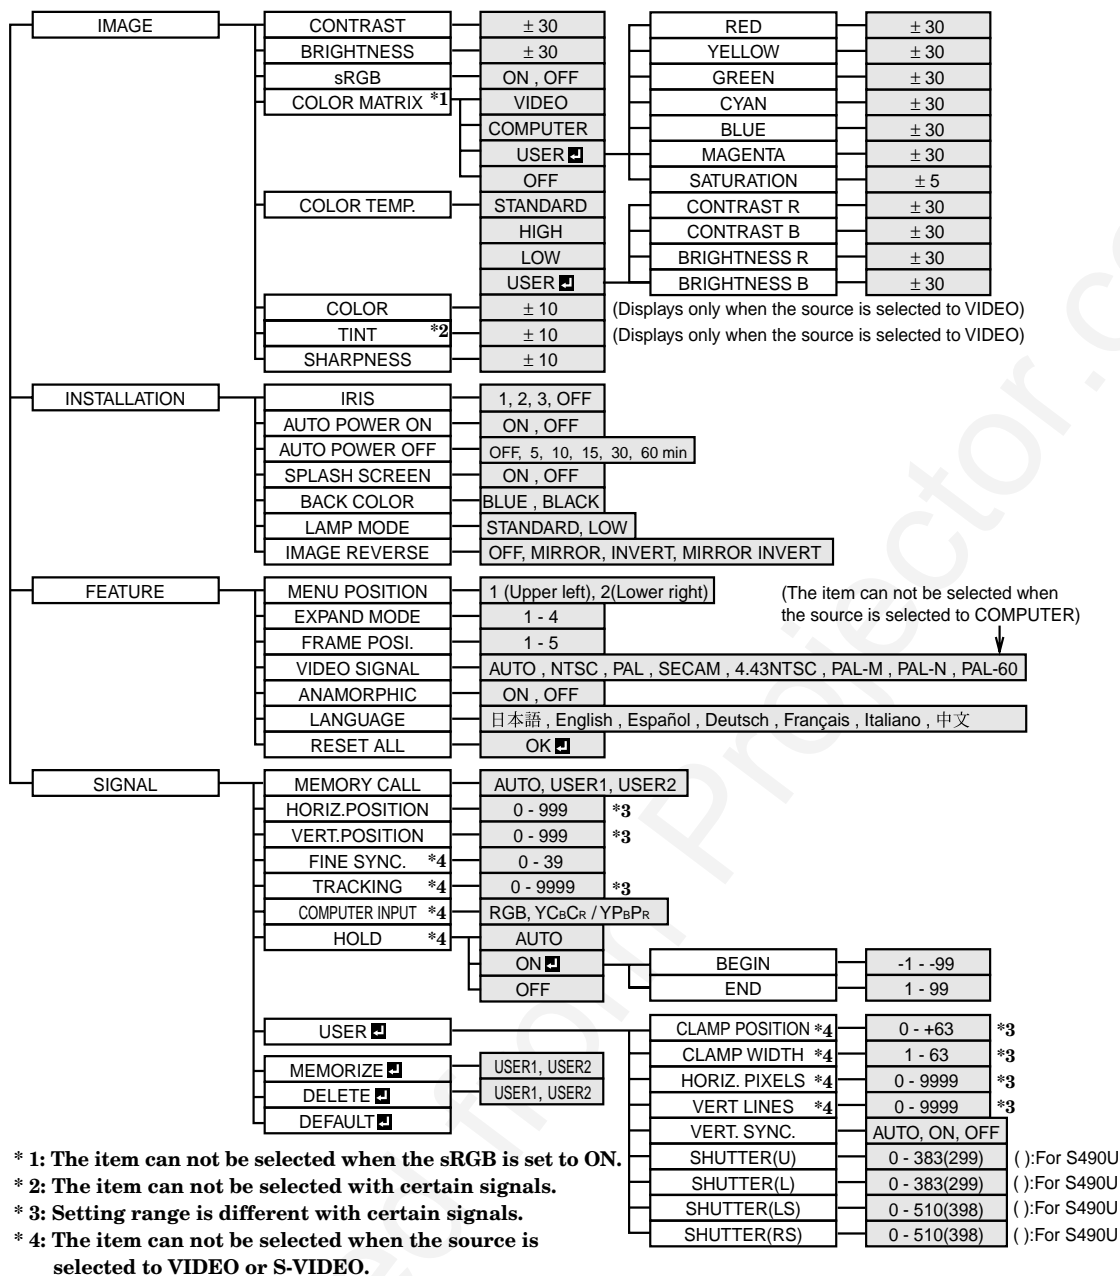 IMAGE CONTRAST ± 30 RED ± 30
BRIGHTNESS ± 30 YELLOW ± 30
sRGB ON , OFF GREEN ± 30
COLOR MATRIX *1 VIDEO CYAN ± 30
COMPUTER BLUE ± 30
USER MAGENTA ± 30
OFF SATURATION ± 5
COLOR TEMP. STANDARD CONTRAST R ± 30
HIGH CONTRAST B ± 30
LOW BRIGHTNESS R ± 30
USER BRIGHTNESS B ± 30
COLOR ± 10 (Displays only when the source is selected to VIDEO)
TINT *2 ± 10 (Displays only when the source is selected to VIDEO)
SHARPNESS ± 10
INSTALLATION IRIS 1, 2, 3, OFF
AUTO POWER ON ON , OFF
AUTO POWER OFF OFF, 5, 10, 15, 30, 60 min
SPLASH SCREEN ON , OFF
BACK COLOR BLUE , BLACK
LAMP MODE STANDARD, LOW
IMAGE REVERSE OFF, MIRROR, INVERT, MIRROR INVERT
FEATURE MENU POSITION 1 (Upper left), 2(Lower right) (The item can not be selected when
EXPAND MODE 1 - 4 the source is selected to COMPUTER)
FRAME POSI. 1 - 5
VIDEO SIGNAL AUTO , NTSC , PAL , SECAM , 4.43NTSC , PAL-M , PAL-N , PAL-60
ANAMORPHIC ON , OFF
LANGUAGE 日本語 , English , Español , Deutsch , Français , Italiano , 中文
RESET ALL OK
SIGNAL MEMORY CALL AUTO, USER1, USER2
HORIZ.POSITION 0 - 999 *3
VERT.POSITION 0 - 999 *3
FINE SYNC. *4 0 - 39
TRACKING *4 0 - 9999 *3
COMPUTER INPUT *4 RGB, YCBCR / YPBPR
HOLD *4 AUTO
ON BEGIN -1 - -99
OFF END 1 - 99
USER CLAMP POSITION *4 0 - +63 *3
MEMORIZE USER1, USER2 CLAMP WIDTH *4 1 - 63 *3
DELETE USER1, USER2 HORIZ. PIXELS *4 0 - 9999 *3
DEFAULT VERT LINES *4 0 - 9999 *3
VERT. SYNC. AUTO, ON, OFF
SHUTTER(U) 0 - 383(299) ( ):For S490U
SHUTTER(L) 0 - 383(299) ( ):For S490U
SHUTTER(LS) 0 - 510(398) ( ):For S490U
SHUTTER(RS) 0 - 510(398) ( ):For S490U
* 1: The item can not be selected when the sRGB is set to ON.
* 2: The item can not be selected with certain signals.
* 3: Setting range is different with certain signals.
* 4: The item can not be selected when the source is
selected to VIDEO or S-VIDEO.